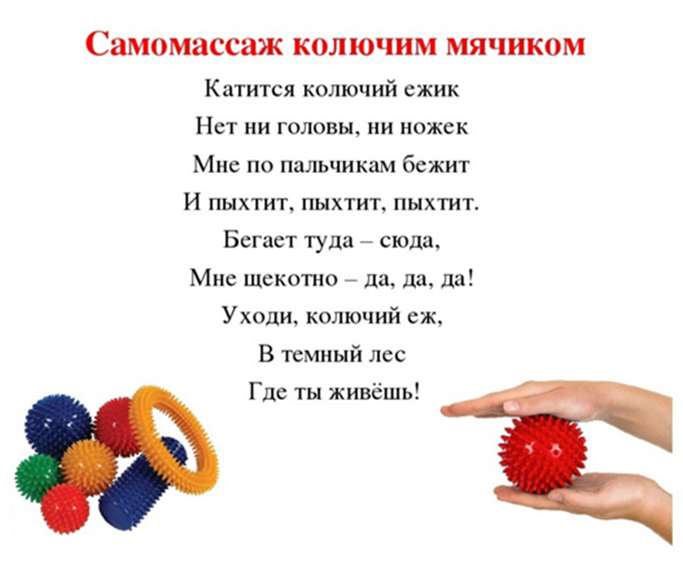 Самомассаж колючим мячиком
Катится колючий ежик
Нет ни головы, ни ножек
Мне по пальчикам бежит
И пыхтит, пыхтит, пыхтит.
Бегает туда – сюда,
Мне щекотно – да, да, да!
Уходи, колючий еж,
В темный лес
Где ты живёшь!